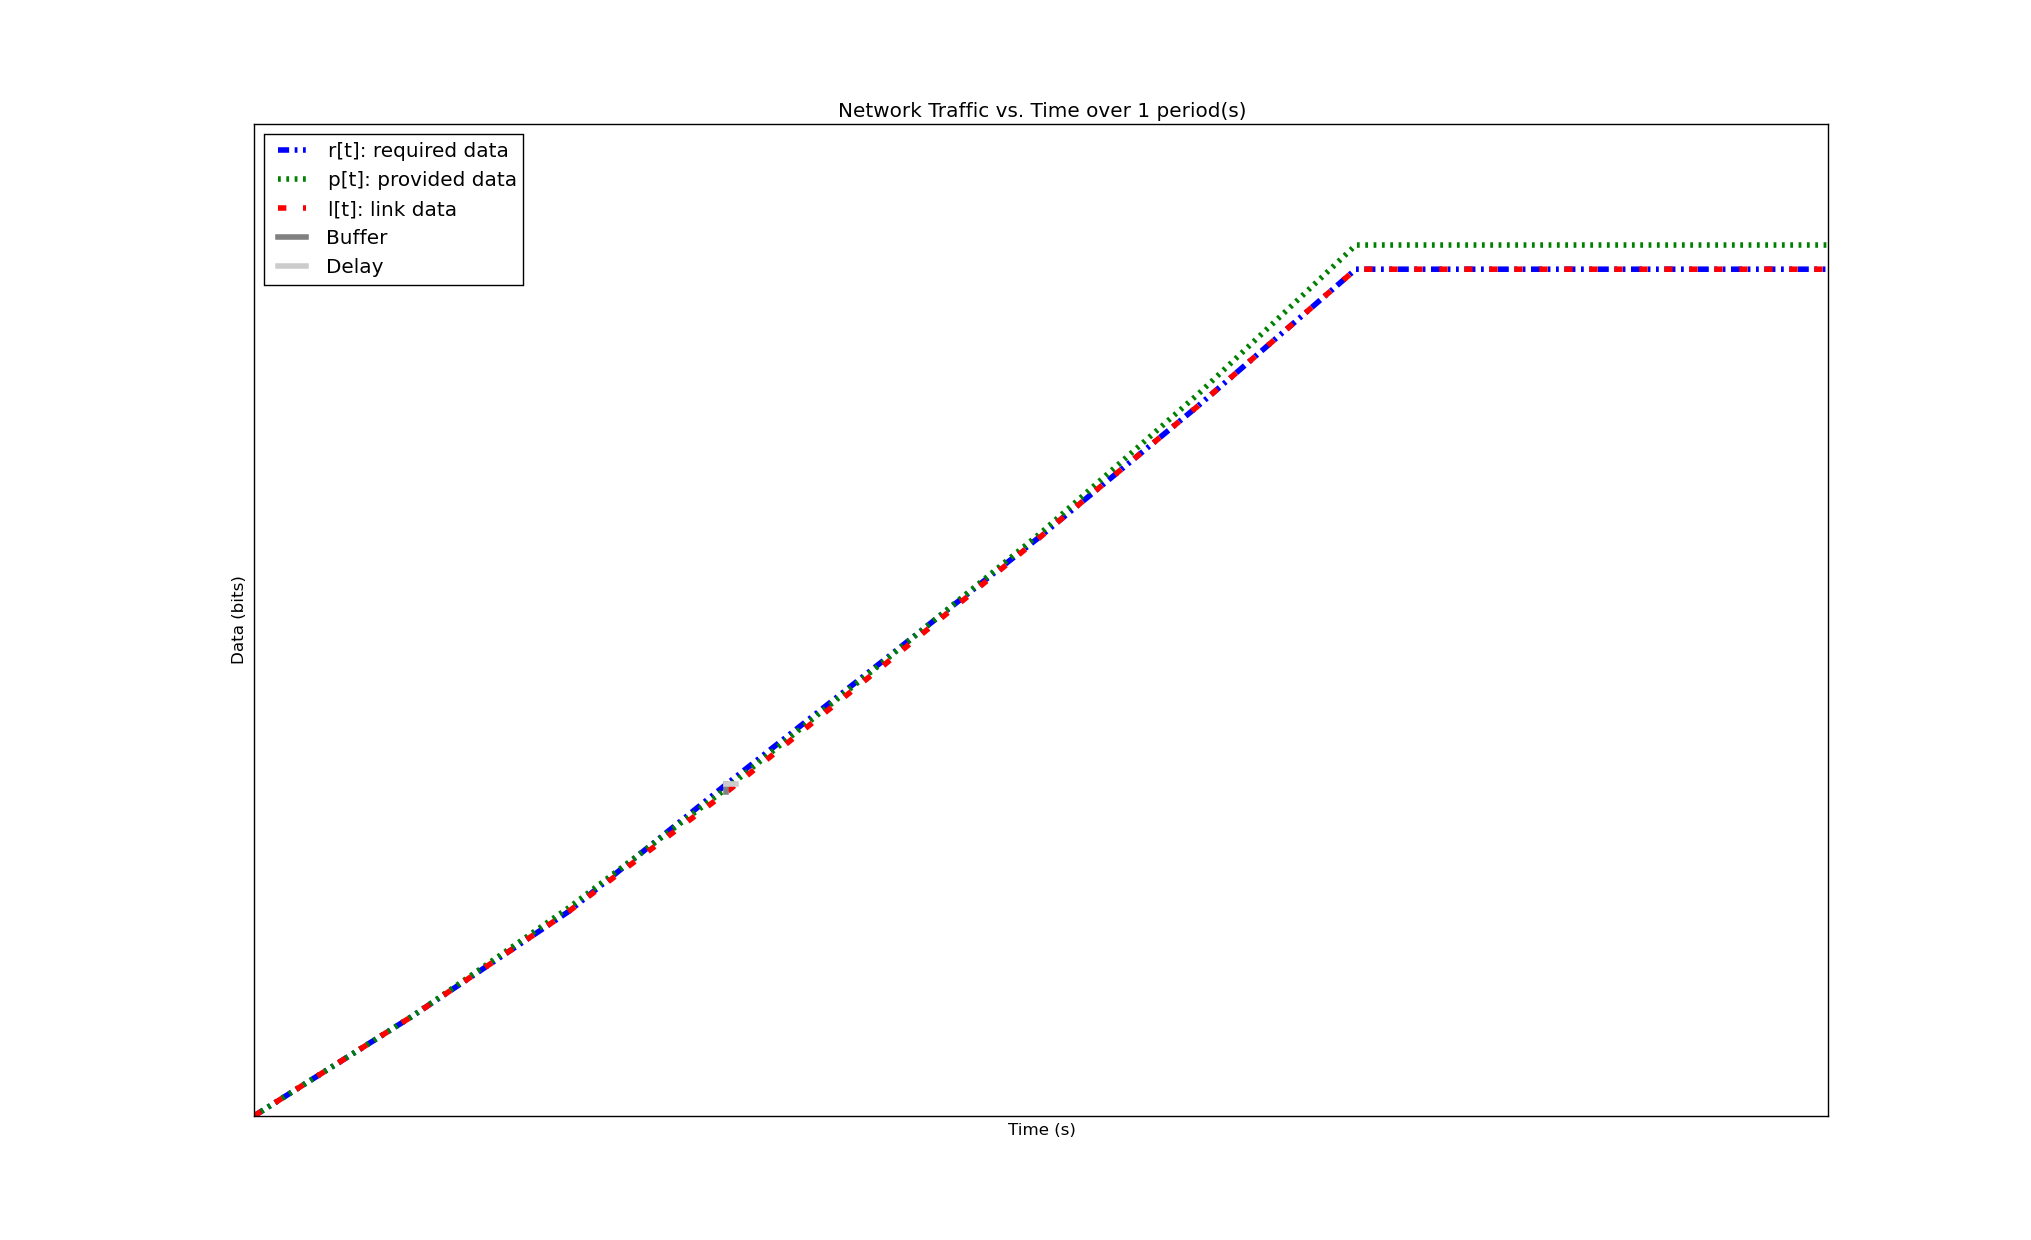 Network Traffic vs. Time over 1 period(s)
r[t]: required data
p[t]: provided data
l[t]: link data
Buffer
Delay
Data (bits)
Time (s)